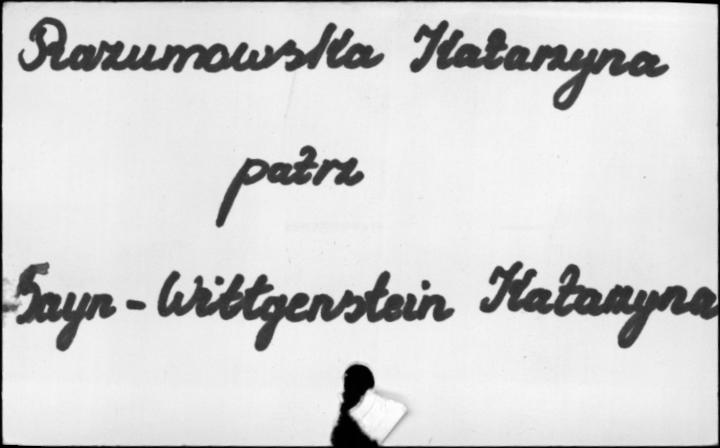 Razumowska Katarzyna
patrz
Sayn-Wittgenstein Katarzyna